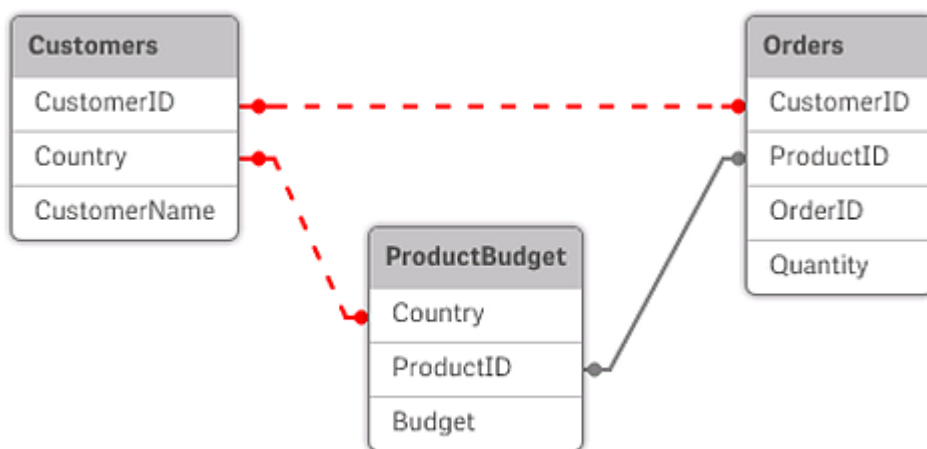 Customers
CustomerID
Country
CustomerName
Orders
CustomerID
ProductID
OrderID
Quantity
ProductBudget
Country
ProductID
Budget